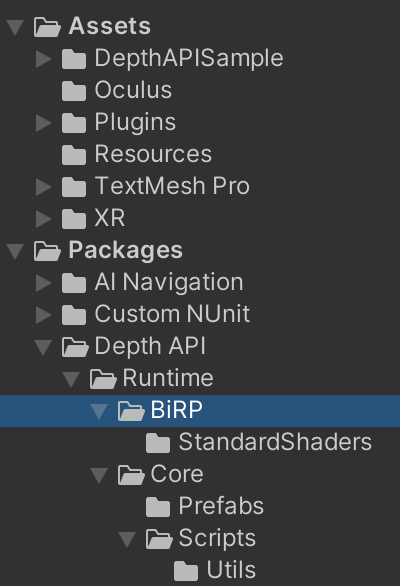 Assets
DepthAPISample
Oculus
Plugins
Resources
TextMesh Pro
XR
Packages
AI Navigation
Custom NUnit
Depth API
Runtime
BiRP
StandardShaders
Core
Prefabs
Scripts
Utils